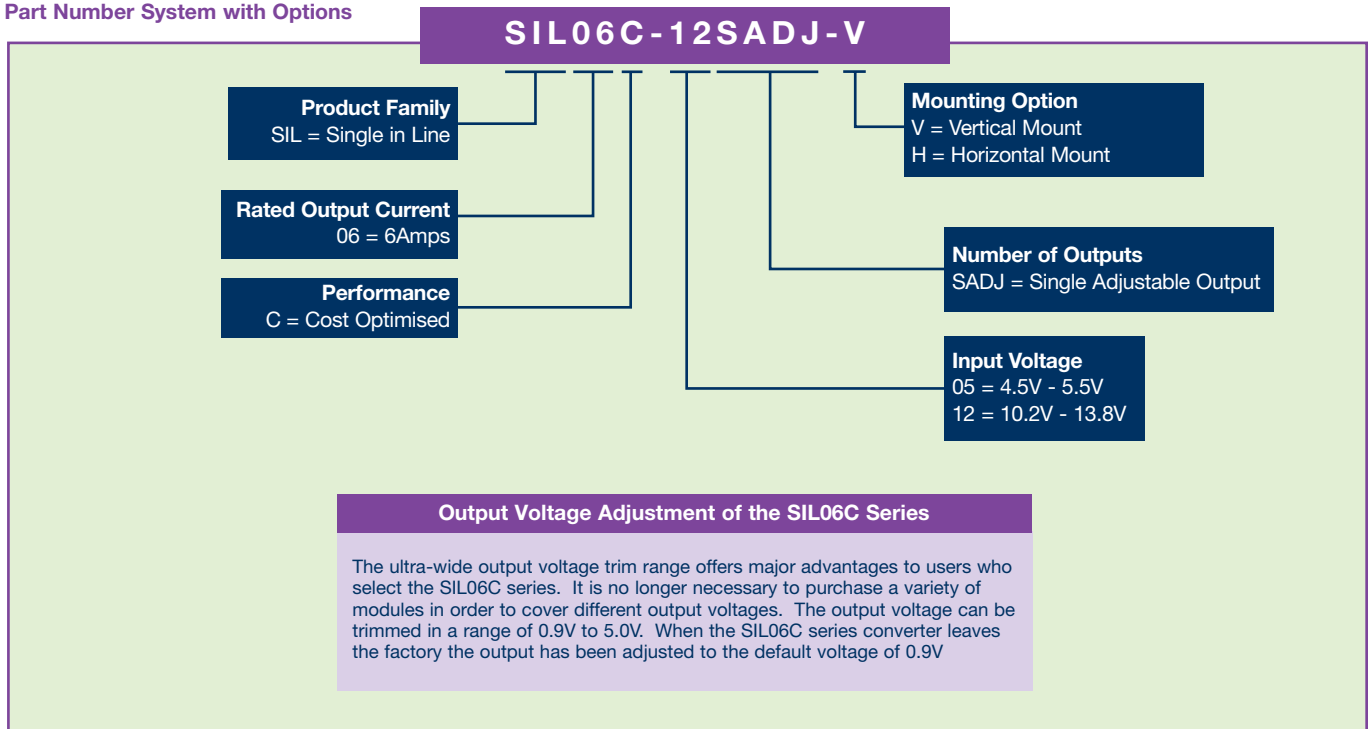 Part Number System with Options
SIL06C-12SADJ-V
Product Family
SIL = Single in Line
Rated Output Current
06 = 6Amps
Performance
C = Cost Optimised
Mounting Option
V = Vertical Mount
H = Horizontal Mount
Number of Outputs
SADJ = Single Adjustable Output
Input Voltage
05 = 4.5V - 5.5V
12 = 10.2V - 13.8V
Output Voltage Adjustment of the SIL06C Series
The ultra-wide output voltage trim range offers major advantages to users who
select the SIL06C series. It is no longer necessary to purchase a variety of
modules in order to cover different output voltages. The output voltage can be
trimmed in a range of 0.9V to 5.0V. When the SIL06C series converter leaves
the factory the output has been adjusted to the default voltage of 0.9V